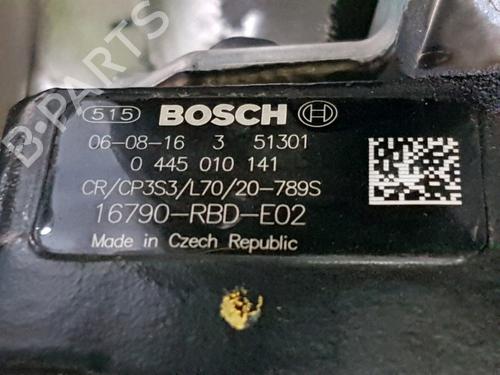 B-PARTS
515 BOSCH
06-08-16 3 51301
0 445 010 141
CR/CP3S3/L70/20-789S
16790-RBD-E02
Made in Czech Republic